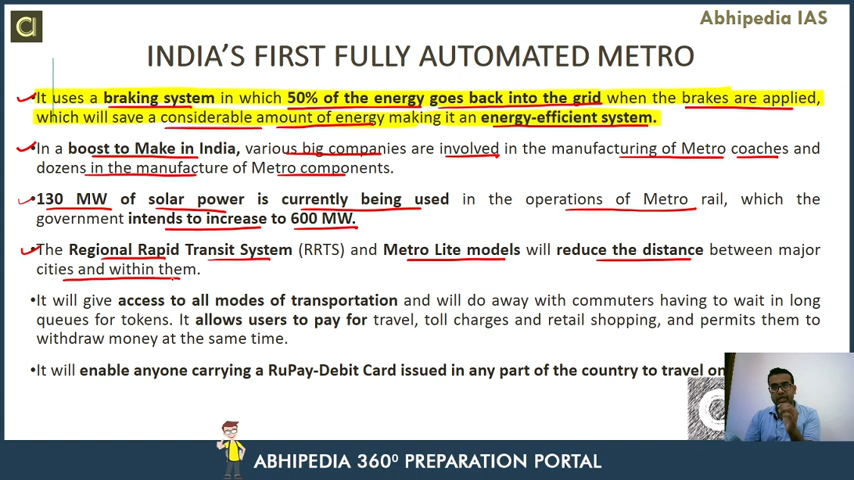 Abhipedia IAS
INDIA'S FIRST FULLY AUTOMATED METRO
•It uses a braking system in which 50% of the energy goes back into the grid when the brakes are applied,
which will save a considerable amount of energy making it an energy-efficient system.
•In a boost to Make in India, various big companies are involved in the manufacturing of Metro coaches and
dozens in the manufacture of Metro components.
•130 MW of solar power is currently being used in the operations of Metro rail, which the
government intends to increase to 600 MW.
•The Regional Rapid Transit System (RRTS) and Metro Lite models will reduce the distance between major
cities and within them.
•It will give access to all modes of transportation and will do away with commuters having to wait in long
queues for tokens. It allows users to pay for travel, toll charges and retail shopping, and permits them to
withdraw money at the same time.
•It will enable anyone carrying a RuPay-Debit Card issued in any part of the country to travel on
ABHIPEDIA 360⁰ PREPARATION PORTAL